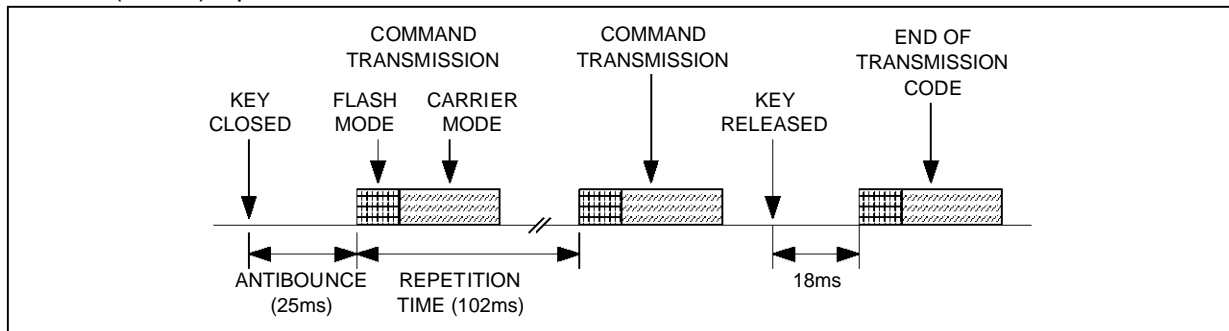 COMMAND
TRANSMISSION
COMMAND
TRANSMISSION
END OF
TRANSMISSION
CODE
KEY
CLOSED
FLASH
MODE
CARRIER
MODE
KEY
RELEASED
ANTIBOUNCE
(25ms)
REPETITION
TIME (102ms)
18ms